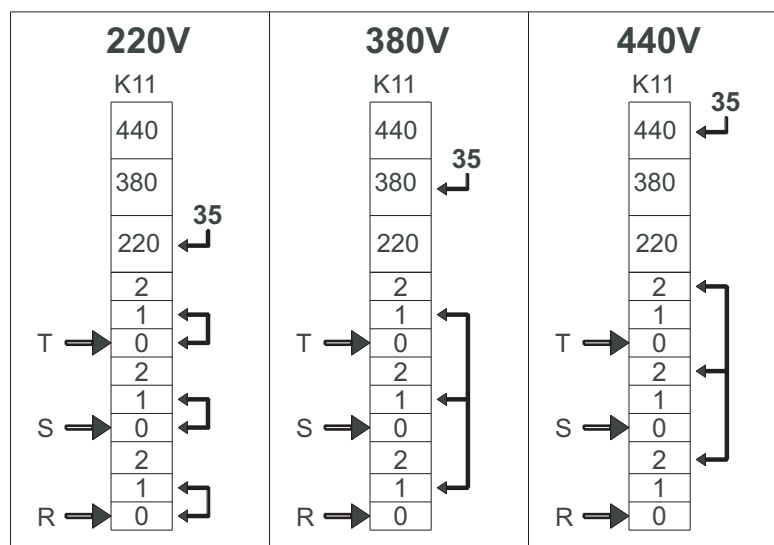 220V 380V 440V
K11 K11 K11
440 440 440 35
380 380 35 380
220 35 220 220
2 2 2
1 1 1
T 0 T 0 T 0
2 2 2
1 1 1
S 0 S 0 S 0
2 2 2
1 1 1
R 0 R 0 R 0